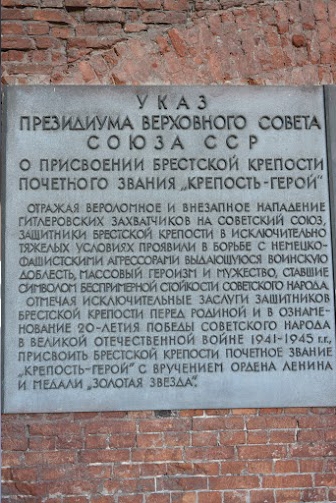 УКАЗ
ПРЕЗИДИУМА ВЕРХОВНОГО СОВЕТА
СОЮЗА ССР
О ПРИСВОЕНИИ БРЕСТСКОЙ КРЕПОСТИ
ПОЧЕТНОГО ЗВАНИЯ „КРЕПОСТЬ-ГЕРОЙ“
ОТРАЖАЯ ВЕРОЛОМНОЕ И ВНЕЗАПНОЕ НАПАДЕНИЕ
ГИТЛЕРОВСКИХ ЗАХВАТЧИКОВ НА СОВЕТСКИЙ СОЮЗ,
ЗАЩИТНИКИ БРЕСТСКОЙ КРЕПОСТИ В ИСКЛЮЧИТЕЛЬНО
ТЯЖЕЛЫХ УСЛОВИЯХ ПРОЯВИЛИ В БОРЬБЕ С НЕМЕЦКО-
ФАШИСТСКИМИ АГРЕССОРАМИ ВЫДАЮЩУЮСЯ ВОИНСКУЮ
ДОБЛЕСТЬ, МАССОВЫЙ ГЕРОИЗМ И МУЖЕСТВО, СТАВШИЕ
СИМВОЛОМ БЕСПРИМЕРНОЙ СТОЙКОСТИ СОВЕТСКОГО НАРОДА.
ОТМЕЧАЯ ИСКЛЮЧИТЕЛЬНЫЕ ЗАСЛУГИ ЗАЩИТНИКОВ
БРЕСТСКОЙ КРЕПОСТИ ПЕРЕД РОДИНОЙ И В ОЗНАМЕ-
НОВАНИЕ 20-ЛЕТИЯ ПОБЕДЫ СОВЕТСКОГО НАРОДА
В ВЕЛИКОЙ ОТЕЧЕСТВЕННОЙ ВОЙНЕ 1941-1945 г.г.,
ПРИСВОИТЬ БРЕСТСКОЙ КРЕПОСТИ ПОЧЕТНОЕ ЗВАНИЕ
„КРЕПОСТЬ-ГЕРОЙ“ С ВРУЧЕНИЕМ ОРДЕНА ЛЕНИНА
И МЕДАЛИ „ЗОЛОТАЯ ЗВЕЗДА“.